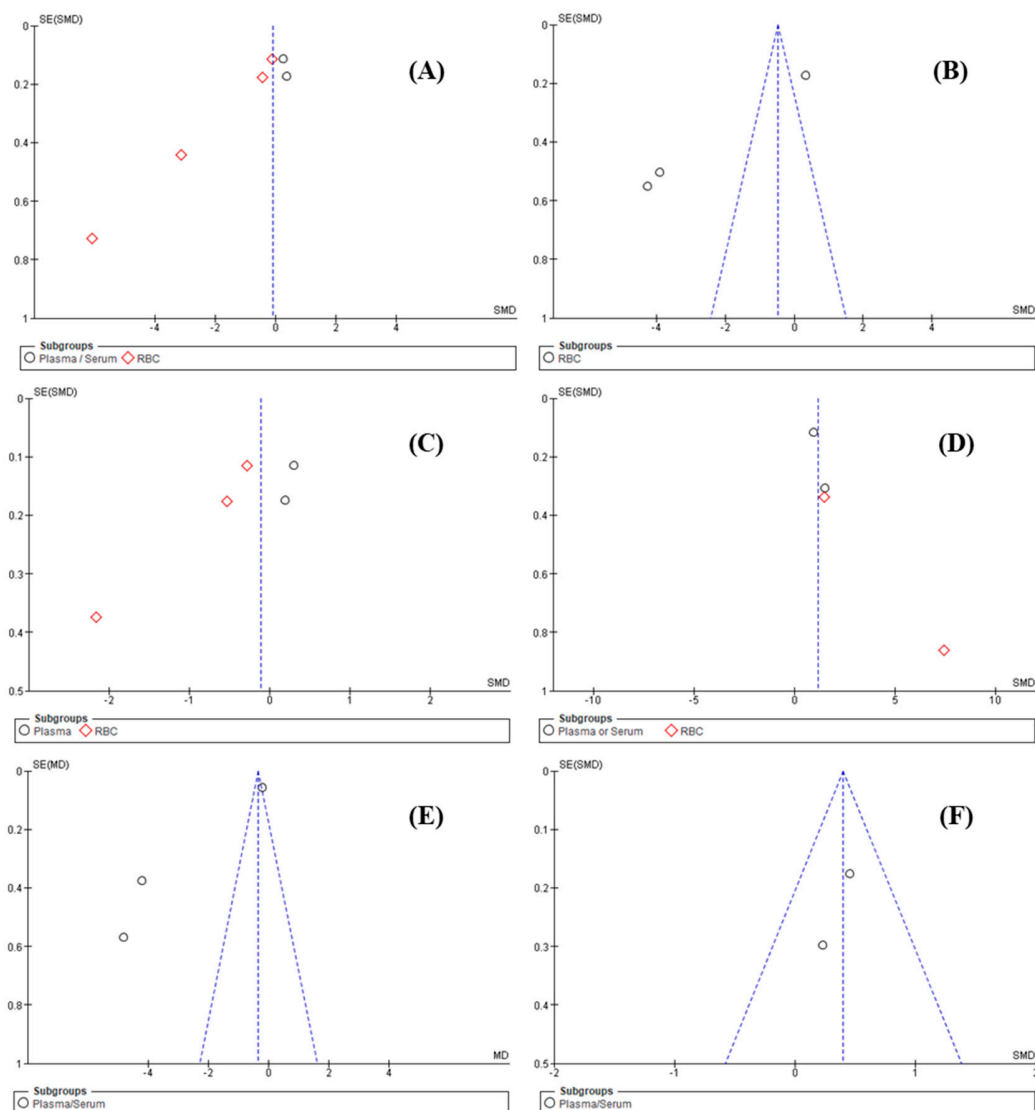 SE(SMD)
(A)
0
0.2
0.4
0.6
0.8
1
-4 -2 0 2 4
SMD
Subgroups
Plasma / Serum RBC
SE(SMD)
(B)
0
0.2
0.4
0.6
0.8
1
-4 -2 0 2 4
SMD
Subgroups
RBC
SE(SMD)
(C)
0
0.1
0.2
0.3
0.4
0.5
-2 -1 0 1 2
SMD
Subgroups
Plasma RBC
SE(SMD)
(D)
0
0.2
0.4
0.6
0.8
1
-10 -5 0 5 10
SMD
Subgroups
Plasma or Serum RBC
SE(MD)
(E)
0
0.2
0.4
0.6
0.8
1
-4 -2 0 2 4
MD
Subgroups
Plasma/Serum
SE(SMD)
(F)
0
0.1
0.2
0.3
0.4
0.5
-2 -1 0 1 2
SMD
Subgroups
Plasma/Serum